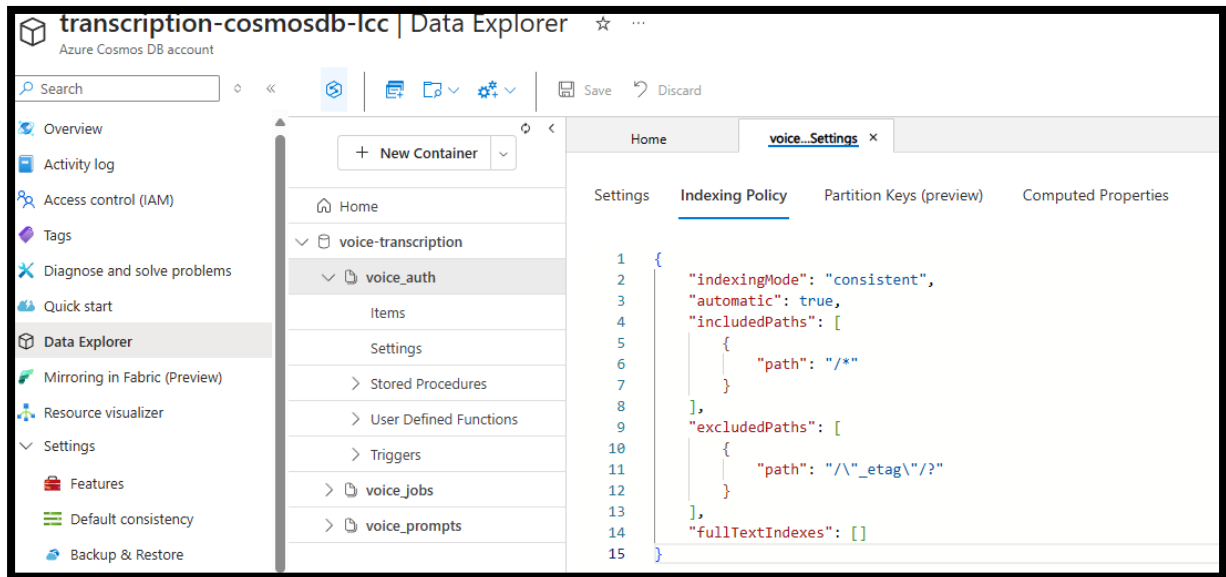 transcription-cosmosdb-lcc | Data Explorer
Azure Cosmos DB account
Search
Save Discard
Overview
Activity log
Access control (IAM)
Tags
Diagnose and solve problems
Quick start
Data Explorer
Mirroring in Fabric (Preview)
Resource visualizer
Settings
Features
Default consistency
Backup & Restore
+ New Container
Home
voice-transcription
voice_auth
Items
Settings
Stored Procedures
User Defined Functions
Triggers
voice_jobs
voice_prompts
Home voice...Settings
Settings Indexing Policy Partition Keys (preview) Computed Properties
1 {
2 "indexingMode": "consistent",
3 "automatic": true,
4 "includedPaths": [
5 {
6 "path": "/*"
7 }
8 ],
9 "excludedPaths": [
10 {
11 "path": "/\"_etag\"/?"
12 }
13 ],
14 "fullTextIndexes": []
15 }